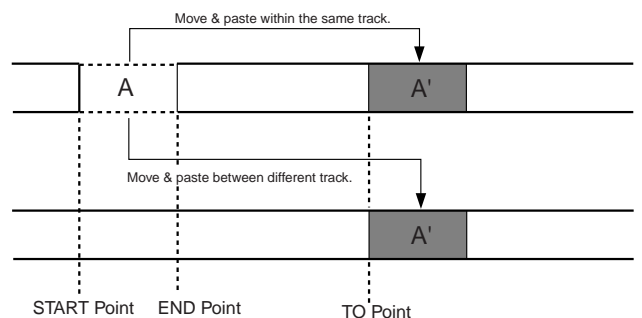 Move & paste within the same track.
A
A'
Move & paste between different track.
A'
START Point
END Point
TO Point